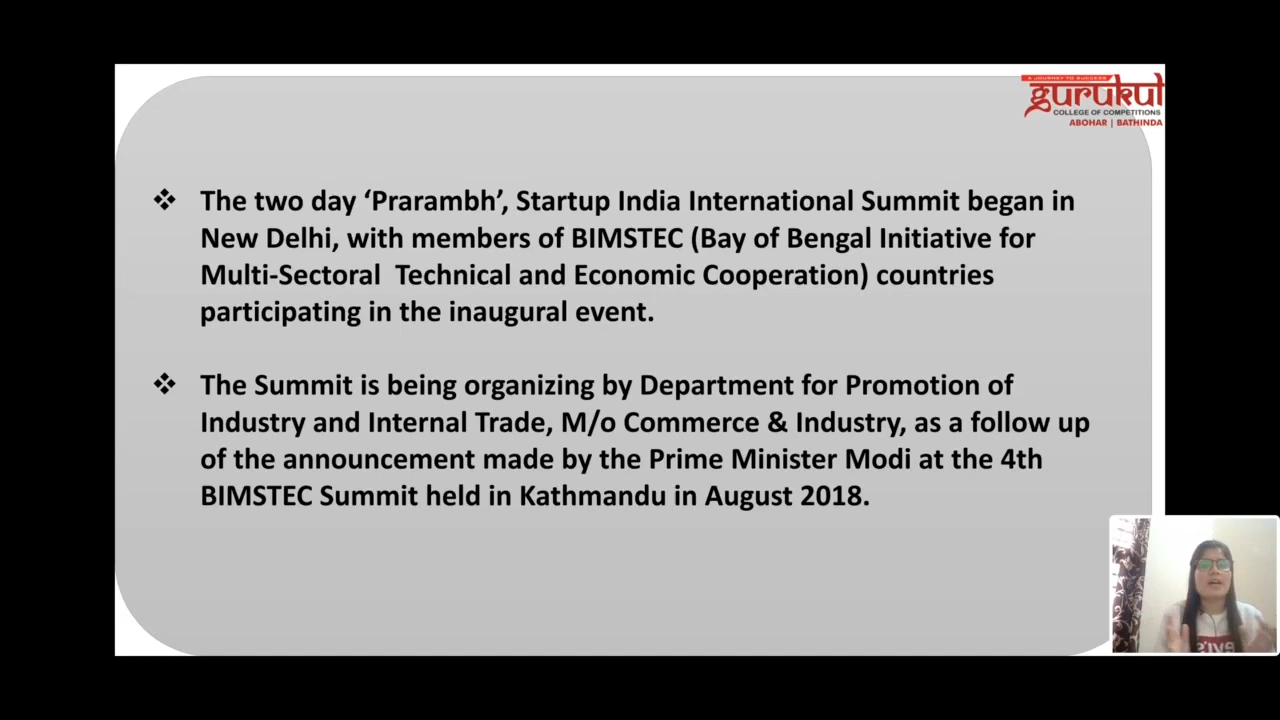 A JOURNEY TO SUCCESS
gurukul
COLLEGE OF COMPETITIONS
ABOHAR | BATHINDA
❖ The two day ‘Prarambh’, Startup India International Summit began in
New Delhi, with members of BIMSTEC (Bay of Bengal Initiative for
Multi-Sectoral  Technical and Economic Cooperation) countries
participating in the inaugural event.
❖ The Summit is being organizing by Department for Promotion of
Industry and Internal Trade, M/o Commerce & Industry, as a follow up
of the announcement made by the Prime Minister Modi at the 4th
BIMSTEC Summit held in Kathmandu in August 2018.